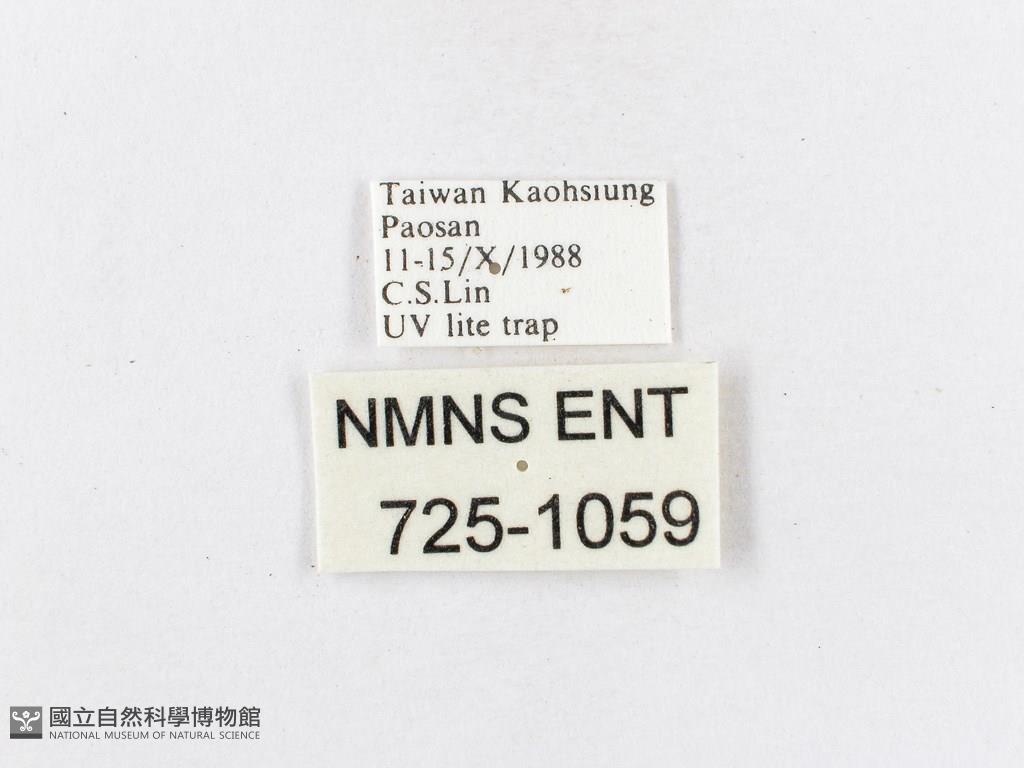 Taiwan Kaohsiung
Paosan
11-15/X/1988
C.S.Lin
UV lite trap
NMNS ENT
725-1059
國立自然科學博物館
NATIONAL MUSEUM OF NATURAL SCIENCE